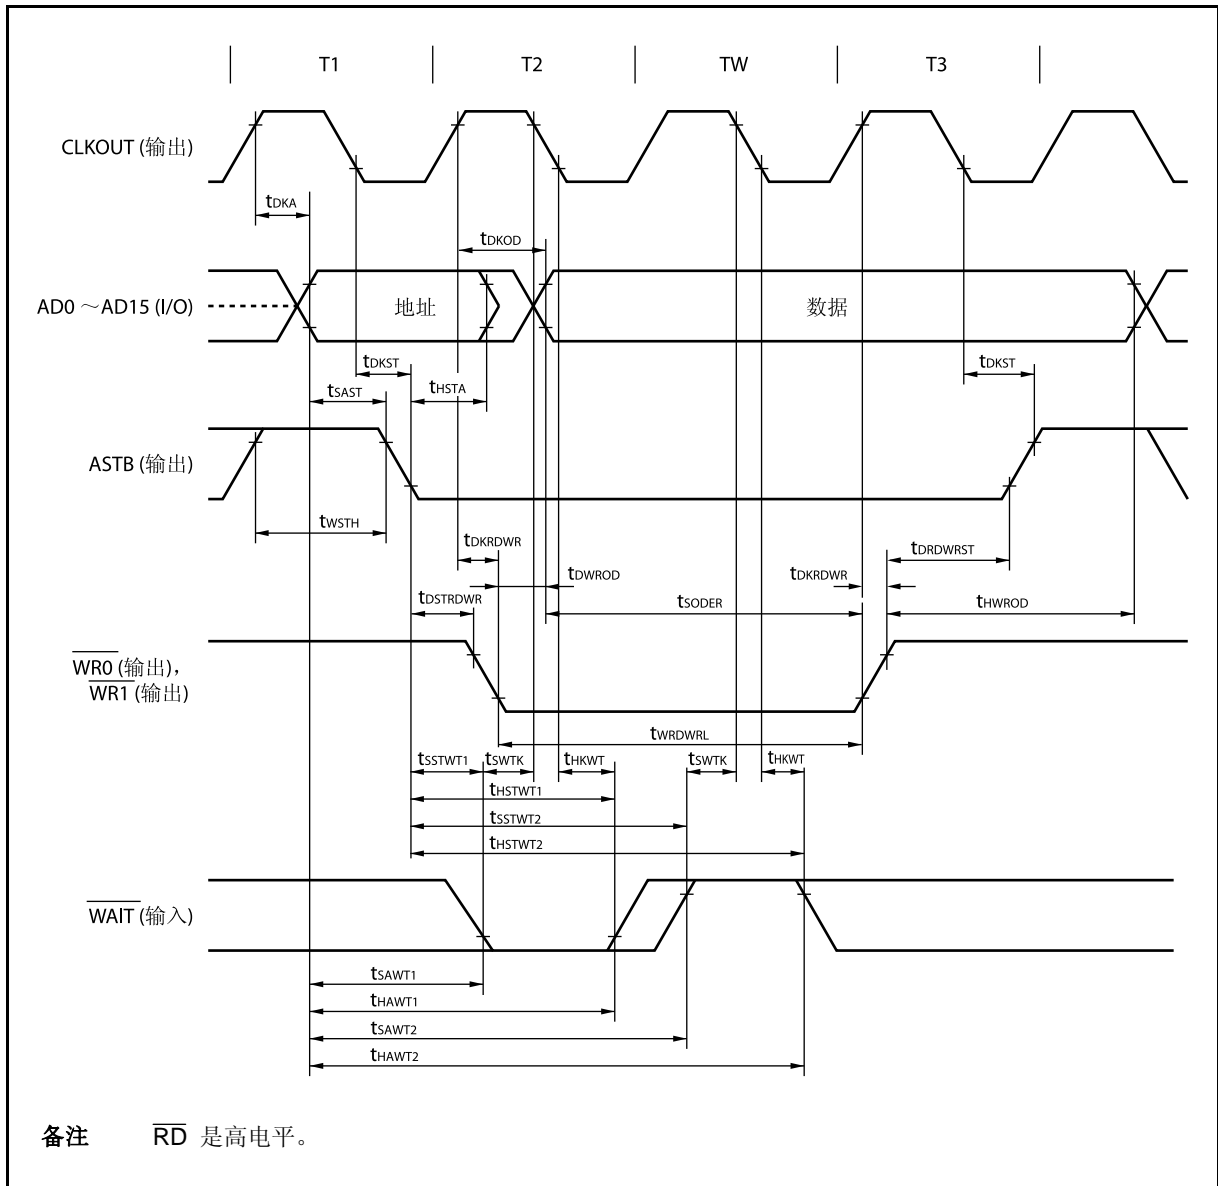 T1 T2 TW T3
CLKOUT (输出)
tDKA
tDKOD
AD0 ～AD15 (I/O)
地址
数据
tDKST
tDKST
tSAST
tHSTA
ASTB (输出)
tWSTH
tDKRDWR
tDRDWRST
tDWROD
tDKRDWR
tDSTRDWR
tSODER
tHWROD
WR0 (输出),
WR1 (输出)
tWRDWRL
tSSTWT1 tSWTK tHKWT tSWTK tHKWT
tHSTWT1
tSSTWT2
tHSTWT2
WAIT (输入)
tSAWT1
tHAWT1
tSAWT2
tHAWT2
备注 RD 是高电平。